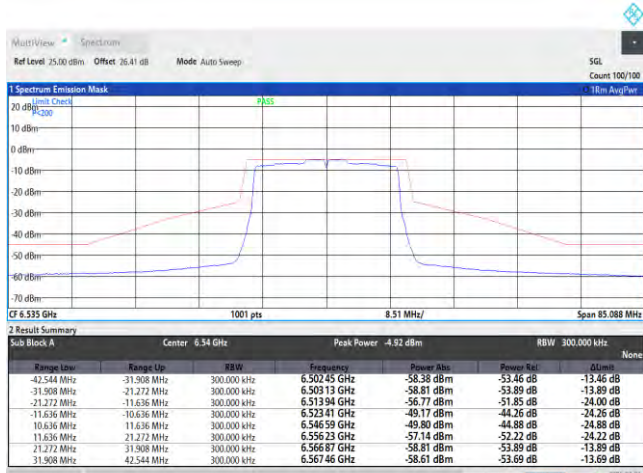 MultiView Spectrum
Ref Level 25.00 dBm Offset 26.41 dB Mode Auto Sweep SGL
Count 100/100
1 Spectrum Emission Mask 1Rm AvgPwr
Limit Check PASS
20 dBm
P<200
10 dBm
0 dBm
-10 dBm
-20 dBm
-30 dBm
-40 dBm
-50 dBm
-60 dBm
-70 dBm
CF 6.535 GHz 1001 pts 8.51 MHz/ Span 85.088 MHz
2 Result Summary
Sub Block A Center 6.54 GHz Peak Power -4.92 dBm RBW 300.000 kHz
None
Range Low Range Up RBW Frequency Power Abs Power Rel ΔLimit
-42.544 MHz -31.908 MHz 300.000 kHz 6.50245 GHz -58.38 dBm -53.46 dB -13.46 dB
-31.908 MHz -21.272 MHz 300.000 kHz 6.50313 GHz -58.81 dBm -53.89 dB -13.89 dB
-21.272 MHz -11.636 MHz 300.000 kHz 6.51394 GHz -56.77 dBm -51.85 dB -24.00 dB
-11.636 MHz -10.636 MHz 300.000 kHz 6.52341 GHz -49.17 dBm -44.26 dB -24.26 dB
10.636 MHz 11.636 MHz 300.000 kHz 6.54659 GHz -49.80 dBm -44.88 dB -24.88 dB
11.636 MHz 21.272 MHz 300.000 kHz 6.55623 GHz -57.14 dBm -52.22 dB -24.22 dB
21.272 MHz 31.908 MHz 300.000 kHz 6.56687 GHz -58.81 dBm -53.89 dB -13.89 dB
31.908 MHz 42.544 MHz 300.000 kHz 6.56746 GHz -58.61 dBm -53.69 dB -13.69 dB